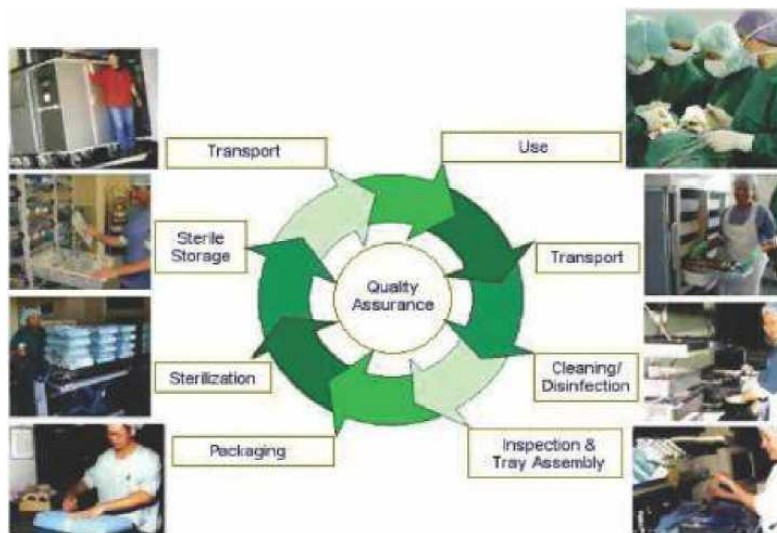 Transport
Use
Sterile
Storage
Transport
Quality
Assurance
Sterilization
Cleaning/
Disinfection
Packaging
Inspection &
Tray Assembly